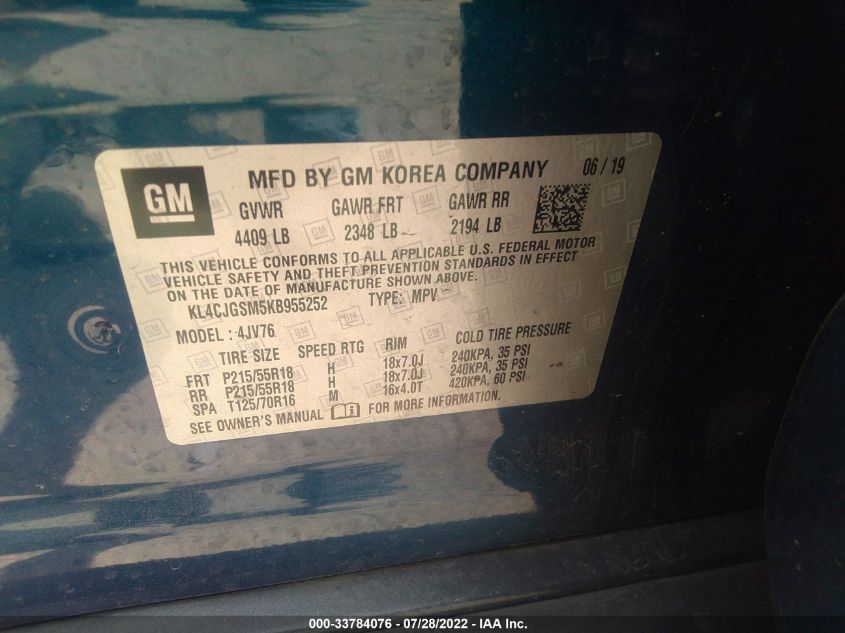 GM MFD BY GM KOREA COMPANY 06/19
GVWR GAWR FRT GAWR RR
4409 LB 2348 LB 2194 LB
THIS VEHICLE CONFORMS TO ALL APPLICABLE U.S. FEDERAL MOTOR
VEHICLE SAFETY AND THEFT PREVENTION STANDARDS IN EFFECT
ON THE DATE OF MANUFACTURE SHOWN ABOVE.
KL4CJGSM5KB955252 TYPE: MPV
MODEL: 4JV76
TIRE SIZE SPEED RTG RIM COLD TIRE PRESSURE
FRT P215/55R18 H 18x7.0J 240KPA, 35 PSI
RR P215/55R18 H 18x7.0J 240KPA, 35 PSI
SPA T125/70R16 M 16x4.0T 420KPA, 60 PSI
SEE OWNER'S MANUAL FOR MORE INFORMATION.
000-33784076 / 07/28/2022 - IAA Inc.